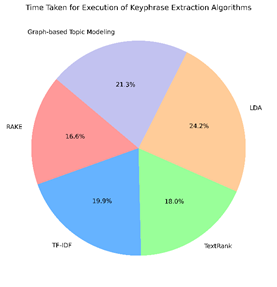 Time Taken for Execution of Keyphrase Extraction Algorithms
Graph-based Topic Modeling
21.3%
LDA
24.2%
RAKE
16.6%
19.9%
18.0%
TF-IDF
TextRank